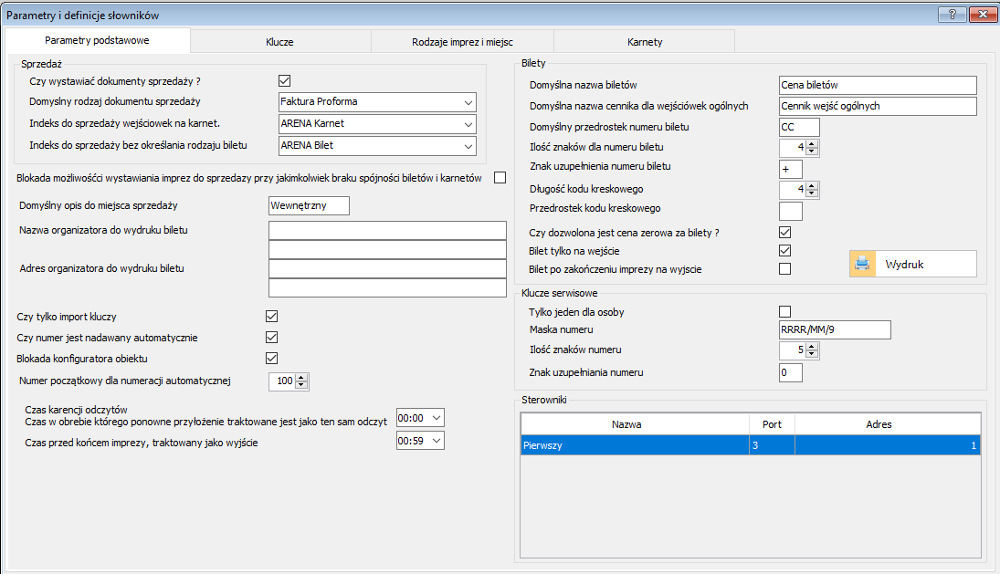 Parametry i definicje słowników
Parametry podstawowe
Klucze
Rodzaje imprez i miejsc
Karnety
Sprzedaż
Czy wystawiać dokumenty sprzedaży ?
Domyslny rodzaj dokumentu sprzedaży
Faktura Proforma
Indeks do sprzedaży wejściowek na karnet.
ARENA Karnet
Indeks do sprzedaży bez określania rodzaju biletu
ARENA Bilet
Blokada możliwośćci wystawiania imprez do sprzedazy przy jakimkolwiek braku spójności biletów i karnetów
Domyślny opis do miejsca sprzedaży
Wewnętrzny
Nazwa organizatora do wydruku biletu
Adres organizatora do wydruku biletu
Czy tylko import kluczy
Czy numer jest nadawany automatycznie
Blokada konfiguratora obiektu
Numer początkowy dla numeracji automatycznej
100
Czas karencji odczytów
Czas w obrebie którego ponowne przyłożenie traktowane jest jako ten sam odczyt
00:00
Czas przed końcem imprezy, traktowany jako wyjście
00:59
Bilety
Domyślna nazwa biletów
Cena biletów
Domyślna nazwa cennika dla wejściówek ogólnych
Cennik wejść ogólnych
Domyślny przedrostek numeru biletu
CC
Ilość znaków dla numeru biletu
4
Znak uzupełnienia numeru biletu
+
Długość kodu kreskowego
4
Przedrostek kodu kreskowego
Czy dozwolona jest cena zerowa za bilety ?
Bilet tylko na wejście
Bilet po zakończeniu imprezy na wyjscie
Wydruk
Klucze serwisowe
Tylko jeden dla osoby
Maska numeru
RRRR/MM/9
Ilość znaków numeru
5
Znak uzupełniania numeru
0
Sterowniki
Nazwa Port Adres
Pierwszy 3 1